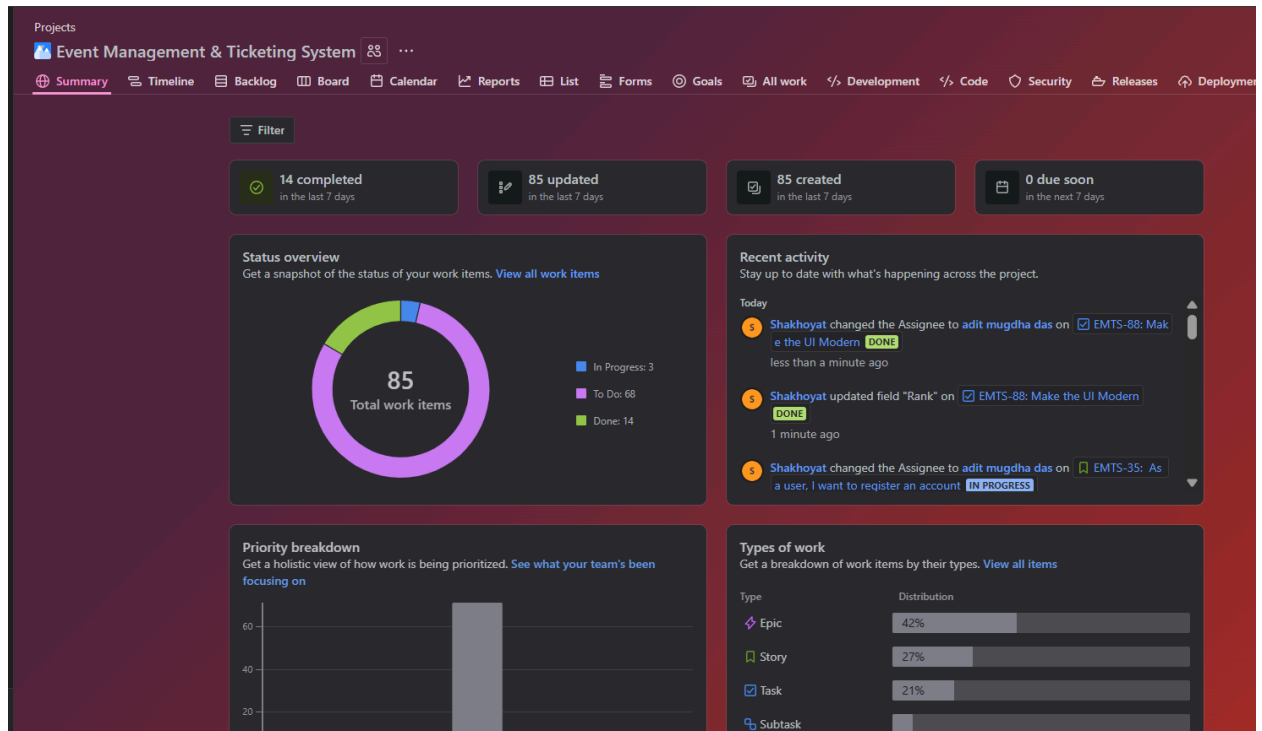 Projects
Event Management & Ticketing System
Summary Timeline Backlog Board Calendar Reports List Forms Goals All work Development Code Security Releases Deploymen
Filter
14 completed
in the last 7 days
85 updated
in the last 7 days
85 created
in the last 7 days
0 due soon
in the next 7 days
Status overview
Get a snapshot of the status of your work items. View all work items
85
Total work items
In Progress: 3
To Do: 68
Done: 14
Recent activity
Stay up to date with what's happening across the project.
Today
S
Shakhoyat changed the Assignee to adit mugdha das on EMTS-88: Mak
e the UI Modern DONE
less than a minute ago
S
Shakhoyat updated field "Rank" on EMTS-88: Make the UI Modern
DONE
1 minute ago
S
Shakhoyat changed the Assignee to adit mugdha das on EMTS-35: As
a user, I want to register an account IN PROGRESS
Priority breakdown
Get a holistic view of how work is being prioritized. See what your team's been
focusing on
60
40
20
Types of work
Get a breakdown of work items by their types. View all items
Type Distribution
Epic 42%
Story 27%
Task 21%
Subtask